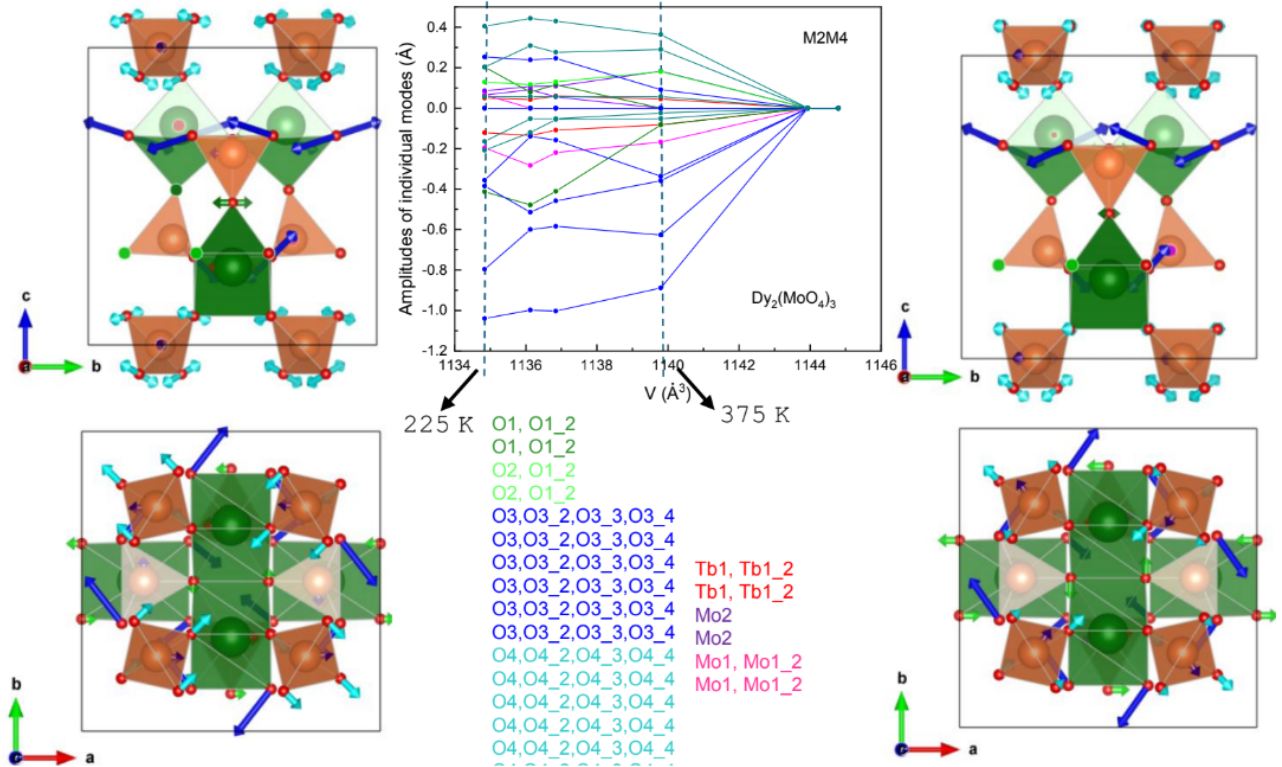 M2M4
Dy₂(MoO₄)₃
Amplitudes of individual modes (Å)
0.4
0.2
0.0
-0.2
-0.4
-0.6
-0.8
-1.0
-1.2
1134 1136 1138 1140 1142 1144 1146
V (Å³)
225 K
375 K
c
a b
c
a b
O1, O1_2
O1, O1_2
O2, O1_2
O2, O1_2
O3,O3_2,O3_3,O3_4
O3,O3_2,O3_3,O3_4
O3,O3_2,O3_3,O3_4
O3,O3_2,O3_3,O3_4
O3,O3_2,O3_3,O3_4
O3,O3_2,O3_3,O3_4
O4,O4_2,O4_3,O4_4
O4,O4_2,O4_3,O4_4
O4,O4_2,O4_3,O4_4
O4,O4_2,O4_3,O4_4
O4,O4_2,O4_3,O4_4
Tb1, Tb1_2
Tb1, Tb1_2
Mo2
Mo2
Mo1, Mo1_2
Mo1, Mo1_2
b
a
b
a